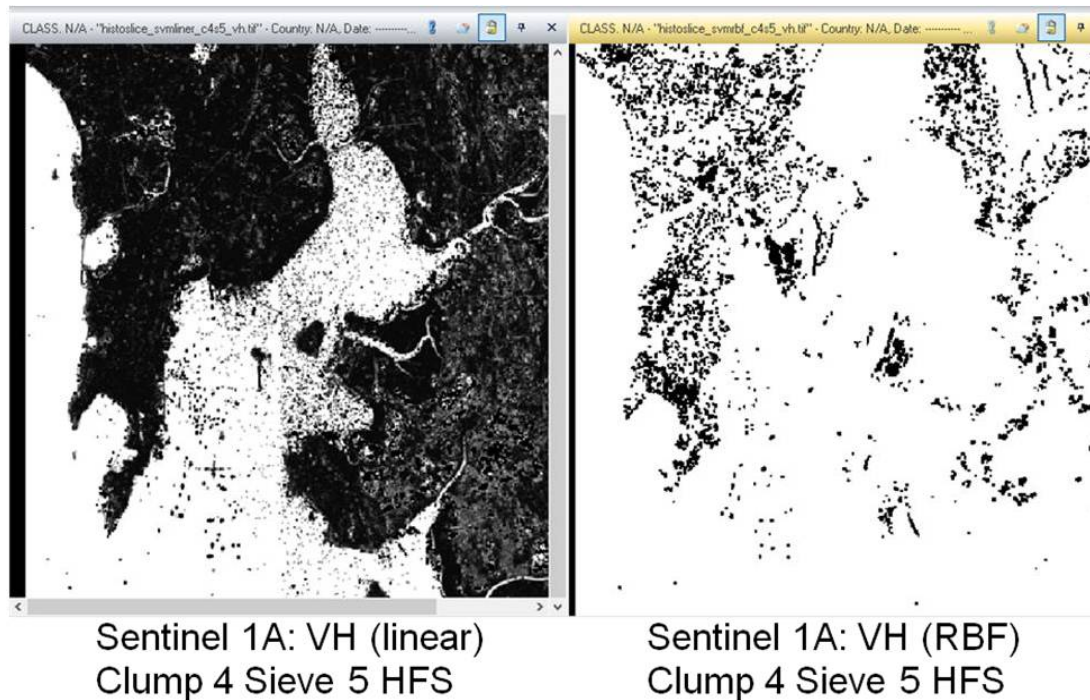 CLASS. N/A - "histoslice_svmliner_c4s5_vh.tif" - Country: N/A, Date: ---------- ...
CLASS. N/A - "histoslice_svmrbf_c4s5_vh.tif" - Country: N/A, Date: ---------- ...
Sentinel 1A: VH (linear)
Clump 4 Sieve 5 HFS
Sentinel 1A: VH (RBF)
Clump 4 Sieve 5 HFS